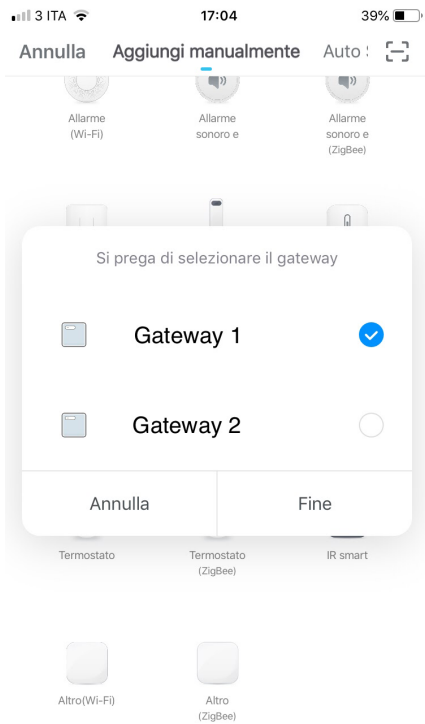 3 ITA 17:04 39%
Annulla Aggiungi manualmente Auto
Allarme Allarme Allarme
(Wi-Fi) sonoro e sonoro e
(ZigBee)
Si prega di selezionare il gateway
Gateway 1
Gateway 2
Annulla Fine
Termostato Termostato IR smart
(ZigBee)
Altro(Wi-Fi) Altro
(ZigBee)